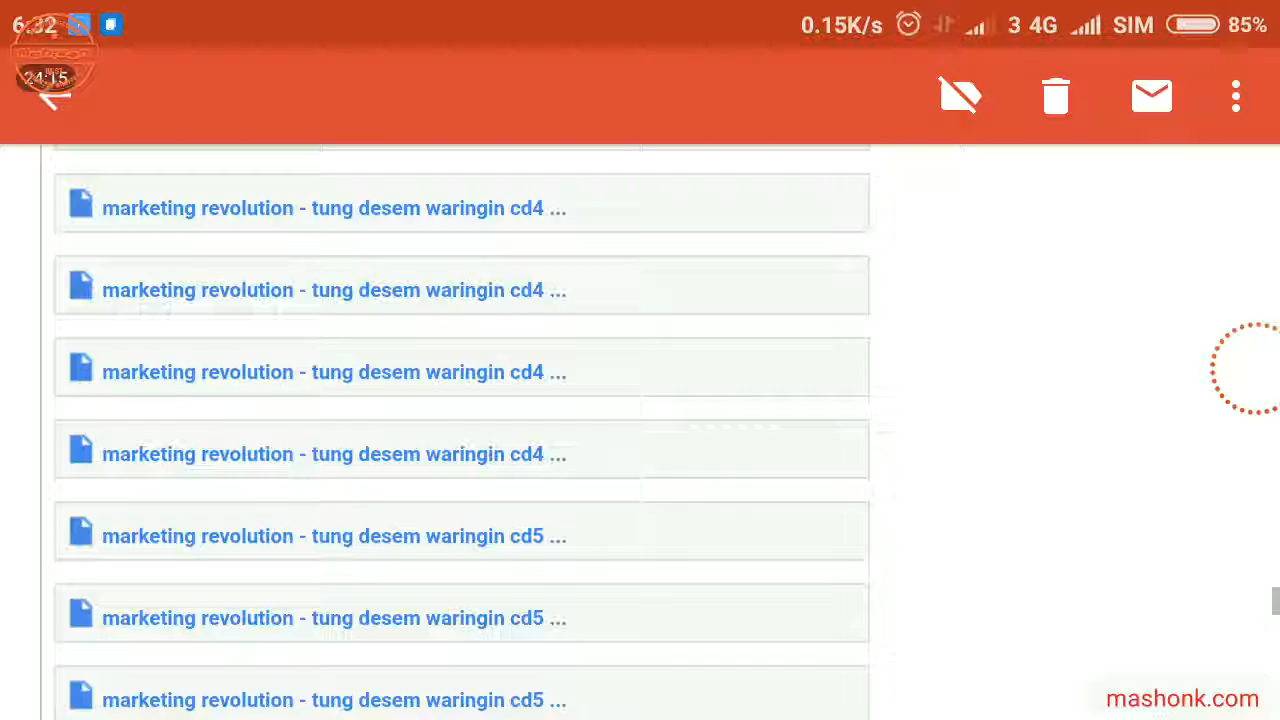 6.32 0.15K/s 3 4G SIM 85%
24:15
marketing revolution - tung desem waringin cd4 ...
marketing revolution - tung desem waringin cd4 ...
marketing revolution - tung desem waringin cd4 ...
marketing revolution - tung desem waringin cd4 ...
marketing revolution - tung desem waringin cd5 ...
marketing revolution - tung desem waringin cd5 ...
marketing revolution - tung desem waringin cd5 ...
mashonk.com